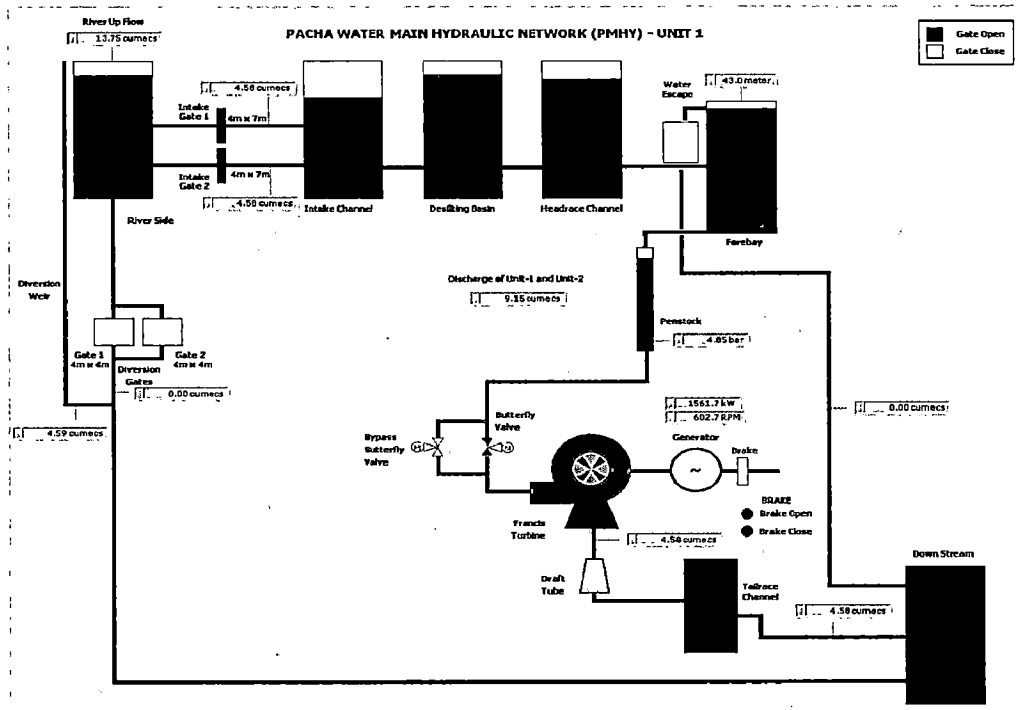 River Up Flow
13.75 cumecs
PACHA WATER MAIN HYDRAULIC NETWORK (PMHY) - UNIT 1
Gate Open
Gate Close
4.58 cumecs
Water
Escape
43.0 meter
Intake
Gate 1
4m x 7m
Intake
Gate 2
4m x 7m
4.58 cumecs
River Side
Intake Channel
Desilting Basin
Headrace Channel
Forebay
Diversion
Weir
Discharge of Unit-1 and Unit-2
9.15 cumecs
Penstock
4.85 bar
Gate 1
4m x 4m
Gate 2
4m x 4m
Diversion
Gates
0.00 cumecs
4.59 cumecs
1561.7 kW
602.7 RPM
0.00 cumecs
Butterfly
Valve
Bypass
Butterfly
Valve
M
Generator
~
Brake
BRAKE
Brake Open
Brake Close
Francis
Turbine
4.58 cumecs
Draft
Tube
Tailrace
Channel
4.58 cumecs
Down Stream